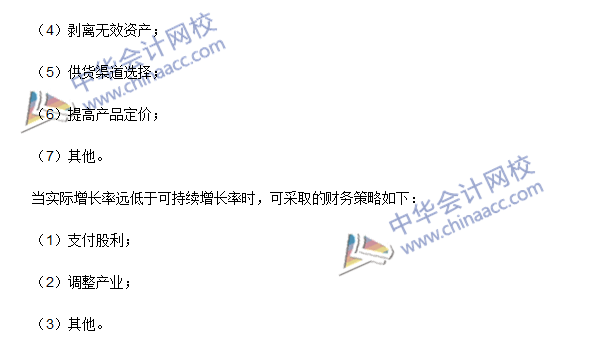 （4）剥离无效资产；
（5）供货渠道选择；
（6）提高产品定价；
（7）其他。
当实际增长率远低于可持续增长率时，可采取的财务策略如下：
（1）支付股利；
（2）调整产业；
（3）其他。
中华会计网校
www.chinaacc.com
中华会计网校
www.chinaacc.com